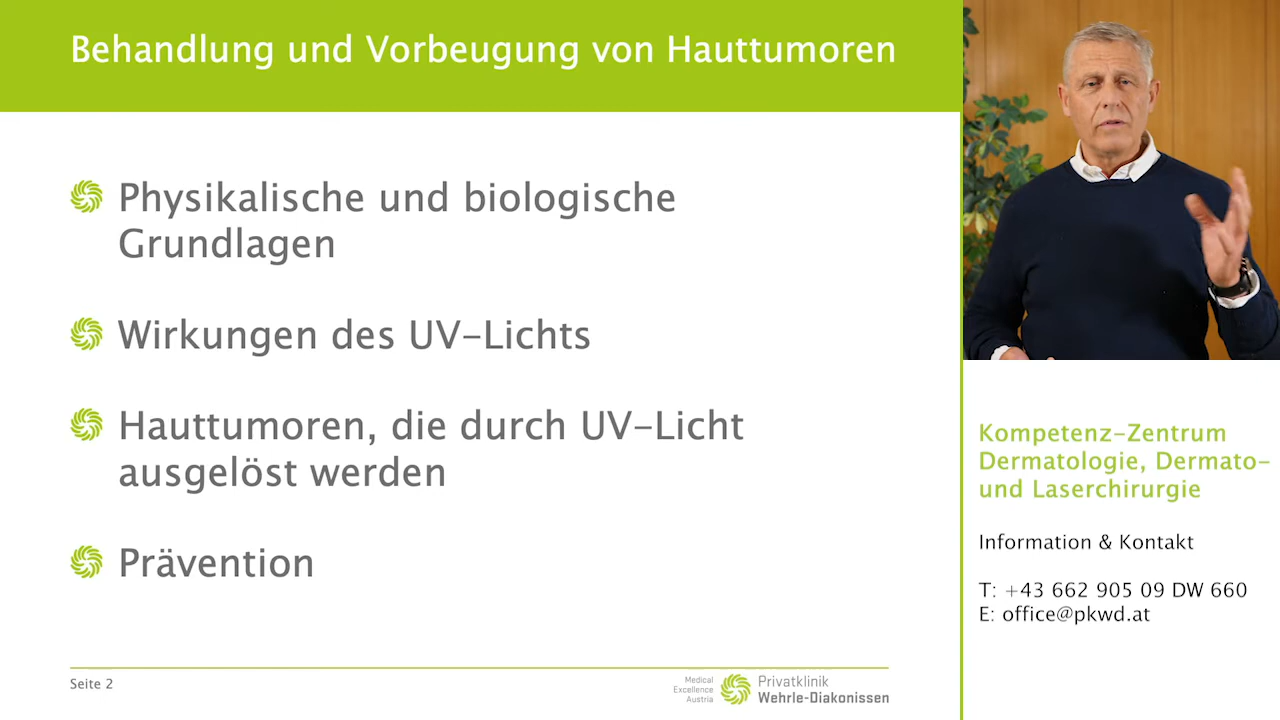 Behandlung und Vorbeugung von Hauttumoren
Physikalische und biologische
Grundlagen
Wirkungen des UV-Lichts
Hauttumoren, die durch UV-Licht
ausgelöst werden
Prävention
Seite 2
Medical
Excellence
Austria
Privatklinik
Wehrle-Diakonissen
Kompetenz-Zentrum
Dermatologie, Dermato-
und Laserchirurgie
Information & Kontakt
T: +43 662 905 09 DW 660
E: office@pkwd.at